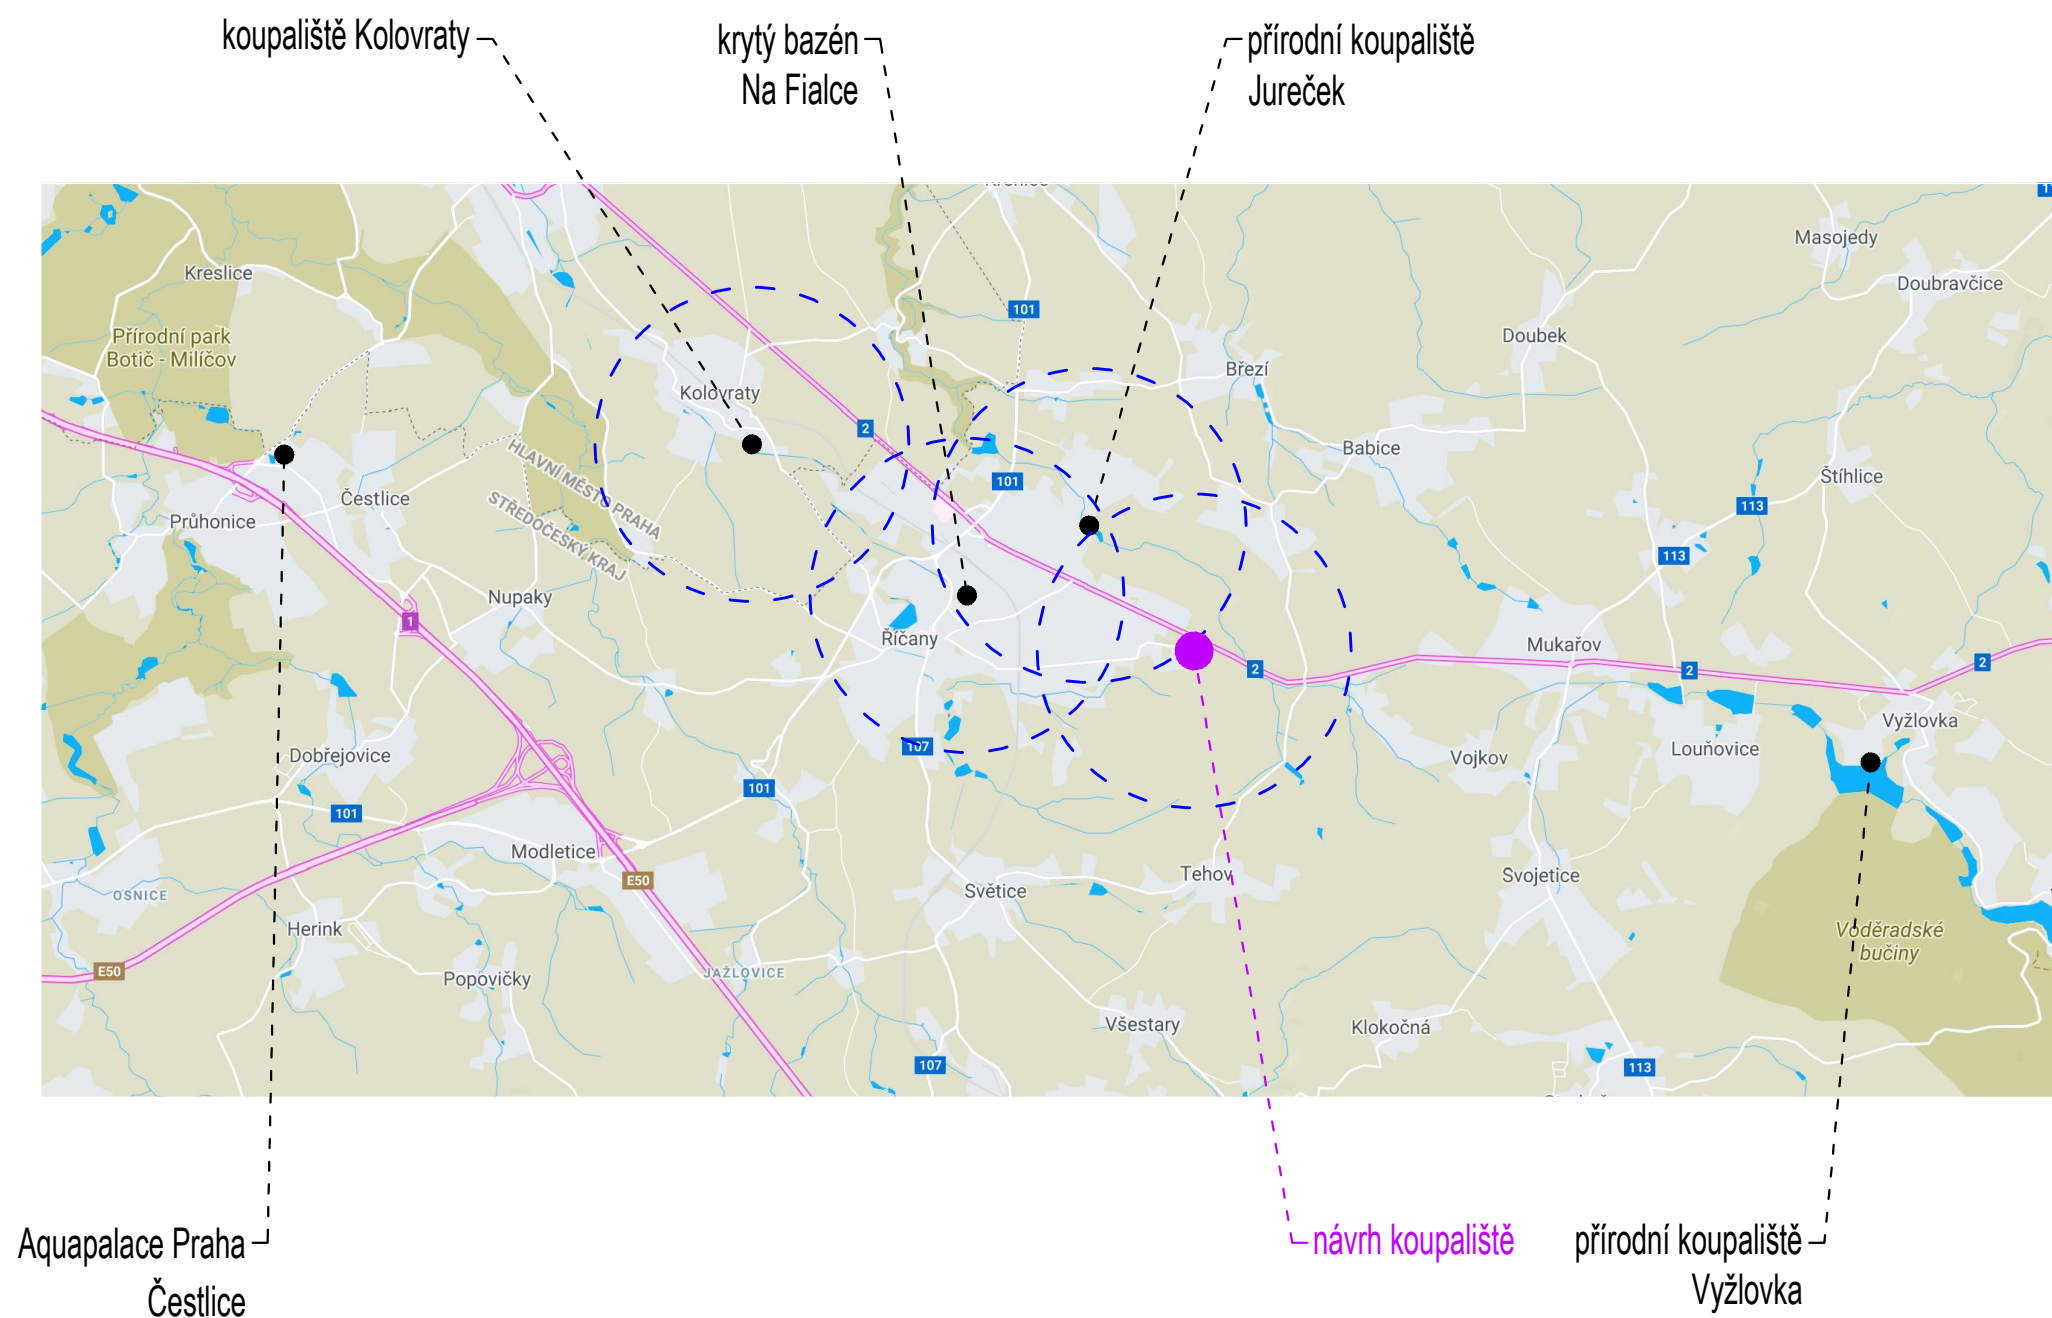 koupaliště Kolovraty
krytý bazén
Na Fialce
přírodní koupaliště
Jureček
Masojedy
Kreslice
Doubravčice
101
Přírodní park
Botič - Milíčov
Doubek
Březí
Kolovraty
2
HLAVNÍ MĚSTO PRAHA
STŘEDOČESKÝ KRAJ
Babice
Štíhlice
101
Čestlice
113
Průhonice
113
Nupaky
1
Říčany
Mukařov
2
2
2
Vyžlovka
107
Dobřejovice
Vojkov
Louňovice
101
101
Modletice
E50
Světice
Tehov
Svojetice
OSNICE
Herink
Voděradské
bučiny
E50
Popovičky
JAŽLOVICE
Všestary
Klokočná
107
113
Aquapalace Praha
Čestlice
návrh koupaliště
přírodní koupaliště
Vyžlovka